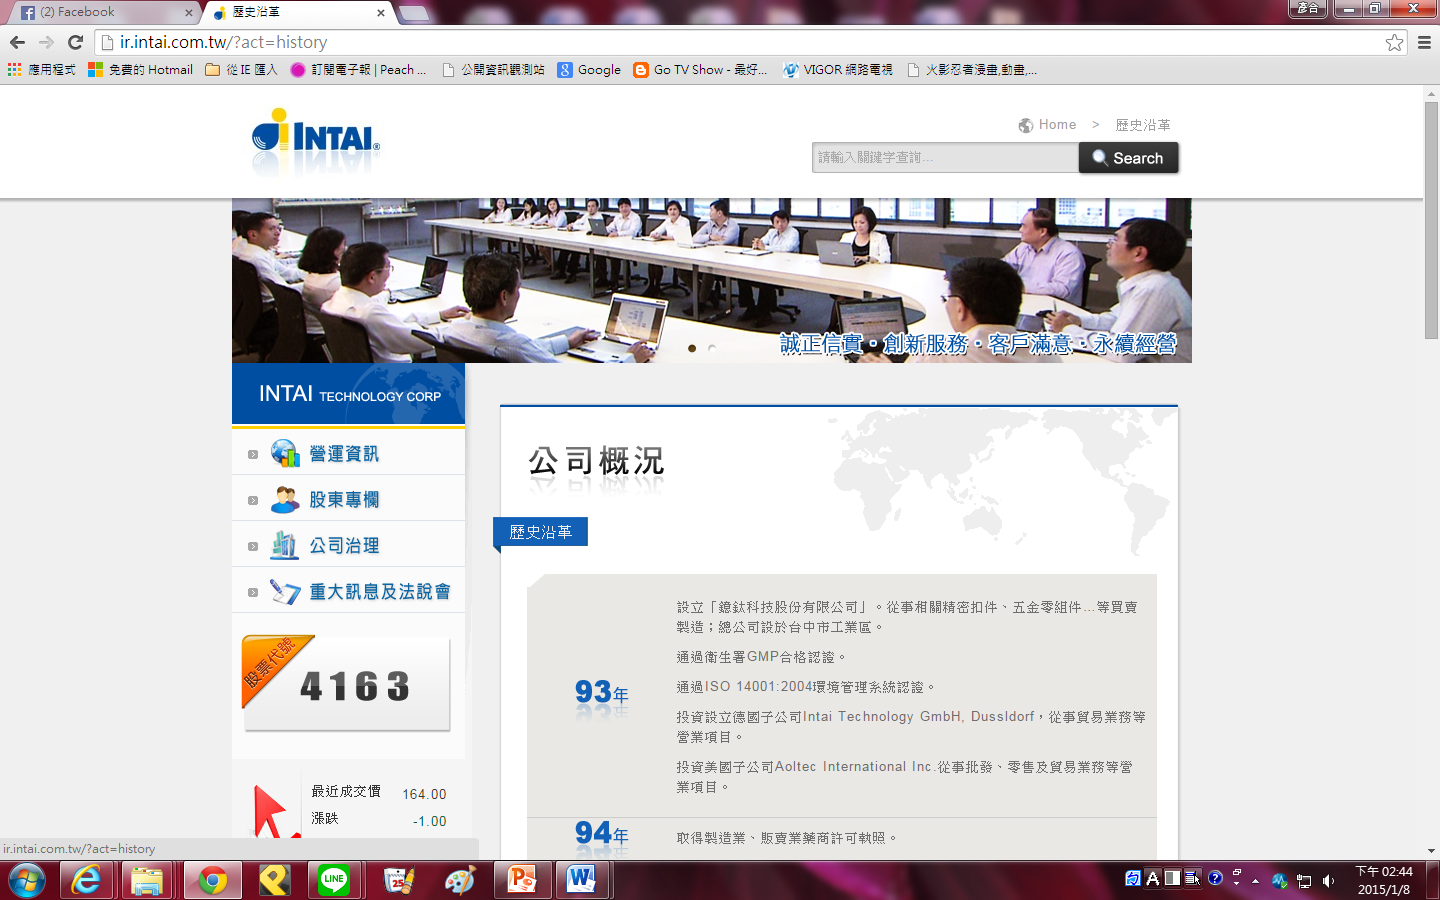 (2) Facebook
歷史沿革
彥合
ir.intai.com.tw/?act=history
應用程式
免費的 Hotmail
從 IE 匯入
訂閱電子報 | Peach ...
公開資訊觀測站
Google
Go TV Show - 最好...
VIGOR 網路電視
火影忍者漫畫,動畫,...
INTAI®
Home > 歷史沿革
請輸入關鍵字查詢...
Search
誠正信實·創新服務·客戶滿意·永續經營
INTAI TECHNOLOGY CORP
營運資訊
股東專欄
公司治理
重大訊息及法說會
股票代號
4163
最近成交價 164.00
漲跌 -1.00
公司概況
歷史沿革
93年
設立「鐿鈦科技股份有限公司」。從事相關精密扣件、五金零組件…等買賣
製造；總公司設於台中市工業區。
通過衛生署GMP合格認證。
通過ISO 14001:2004環境管理系統認證。
投資設立德國子公司Intai Technology GmbH, Dussldorf，從事貿易業務等
營業項目。
投資美國子公司Aoltec International Inc.從事批發、零售及貿易業務等營
業項目。
94年
取得製造業、販賣業藥商許可執照。
ir.intai.com.tw/?act=history
LINE
下午 02:44
2015/1/8